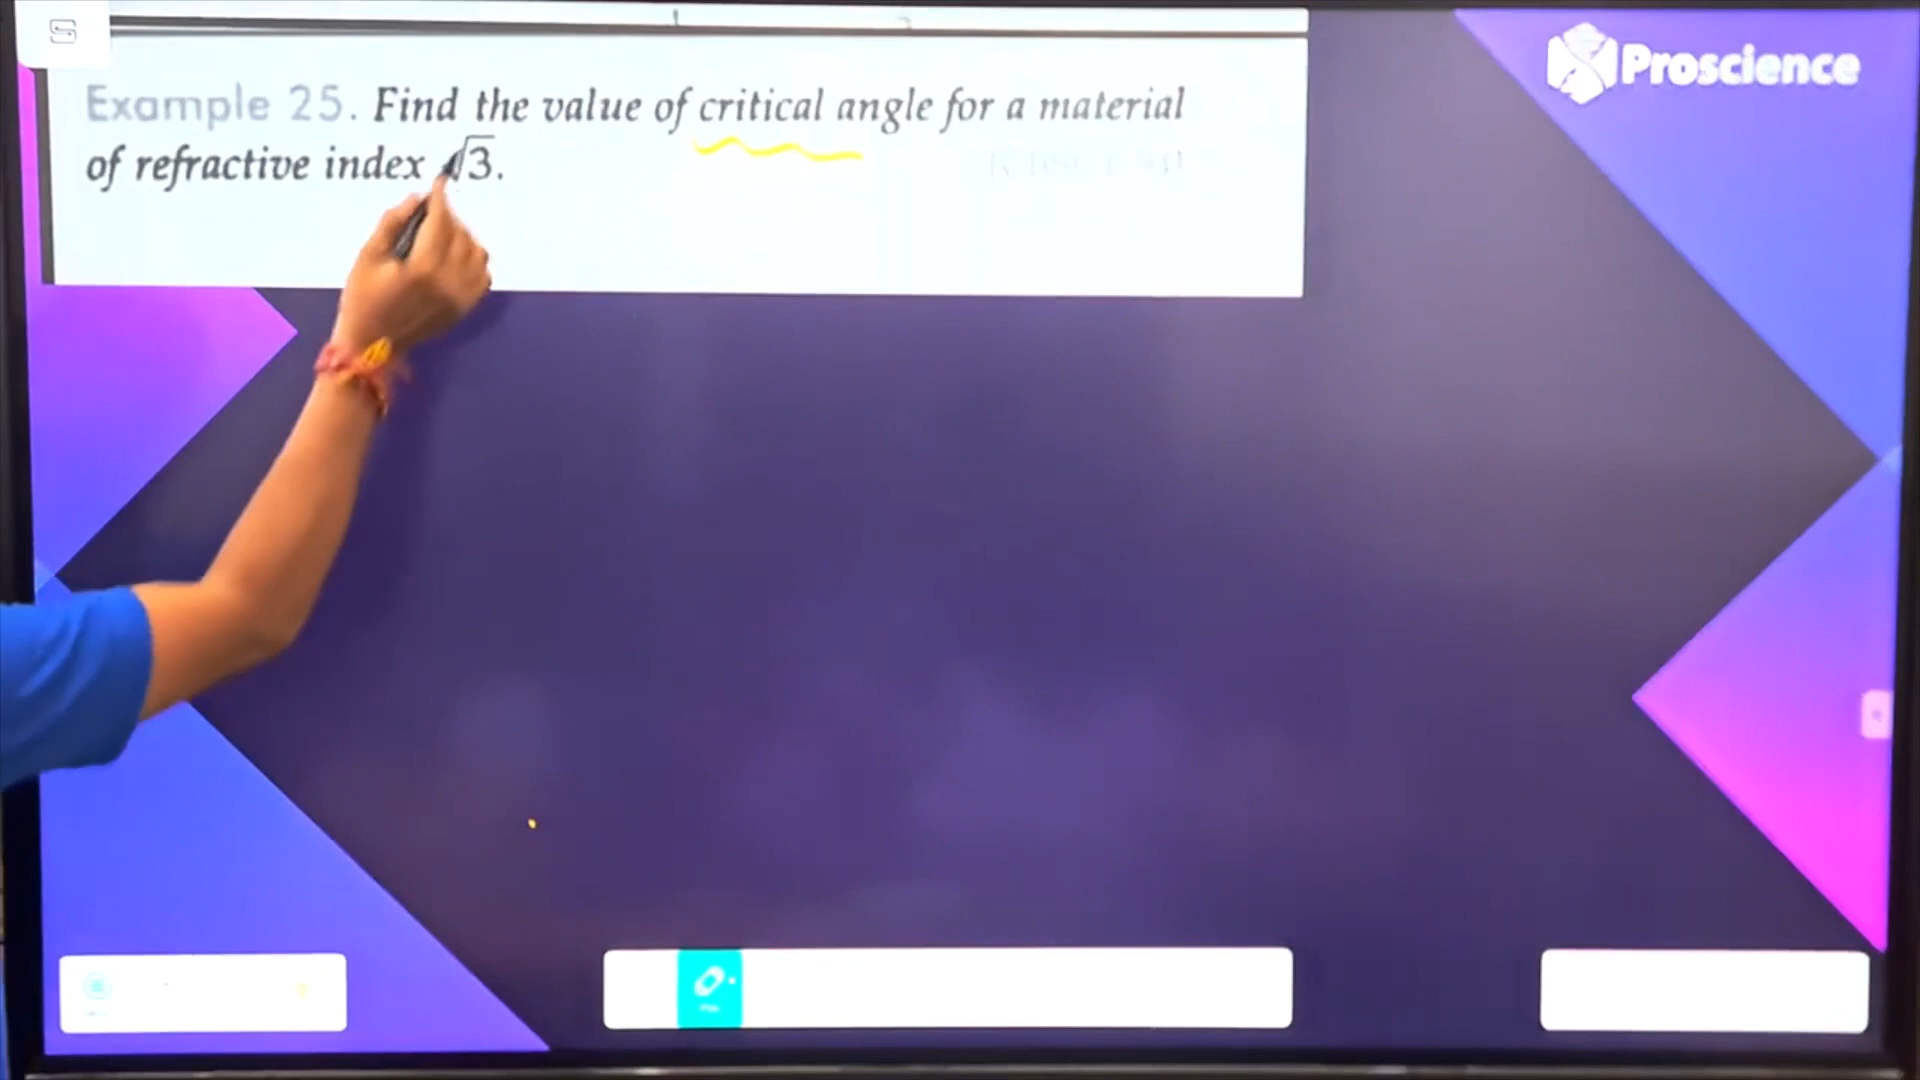 Proscience
Example 25. Find the value of critical angle for a material
of refractive index √3.